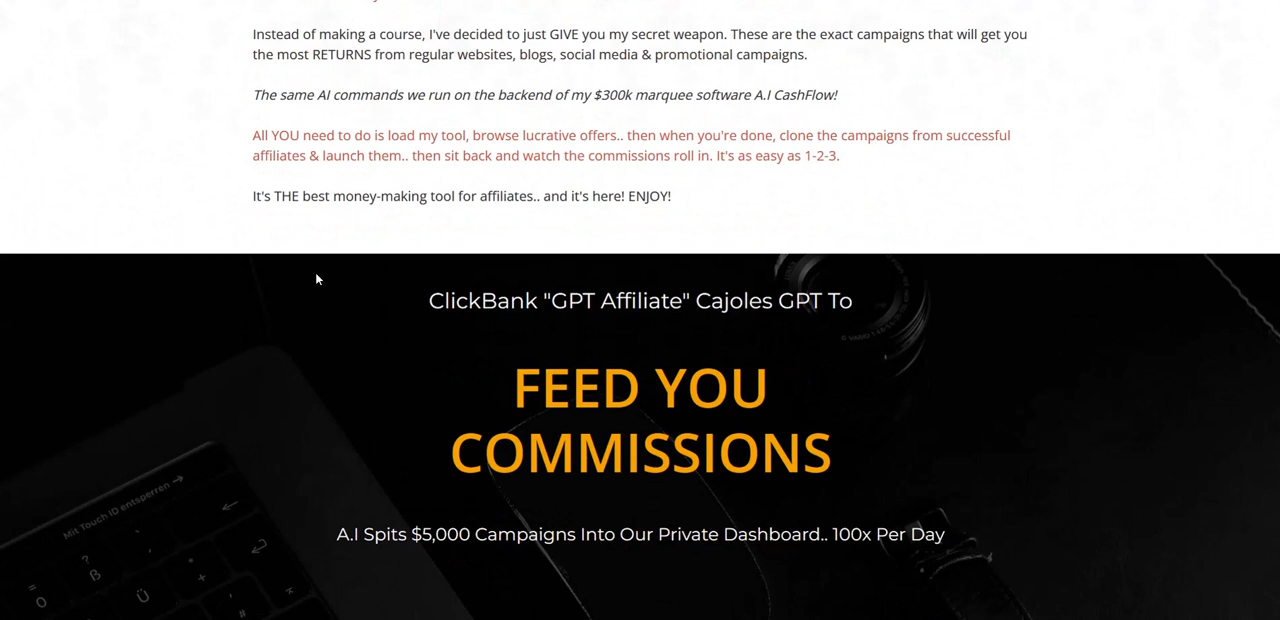 Instead of making a course, I've decided to just GIVE you my secret weapon. These are the exact campaigns that will get you
the most RETURNS from regular websites, blogs, social media & promotional campaigns.
The same AI commands we run on the backend of my $300k marquee software A.I CashFlow!
All YOU need to do is load my tool, browse lucrative offers.. then when you're done, clone the campaigns from successful
affiliates & launch them.. then sit back and watch the commissions roll in. It's as easy as 1-2-3.
It's THE best money-making tool for affiliates.. and it's here! ENJOY!
ClickBank "GPT Affiliate" Cajoles GPT To
FEED YOU
COMMISSIONS
Mit Touch ID entsperren →
A.I Spits $5,000 Campaigns Into Our Private Dashboard.. 100x Per Day